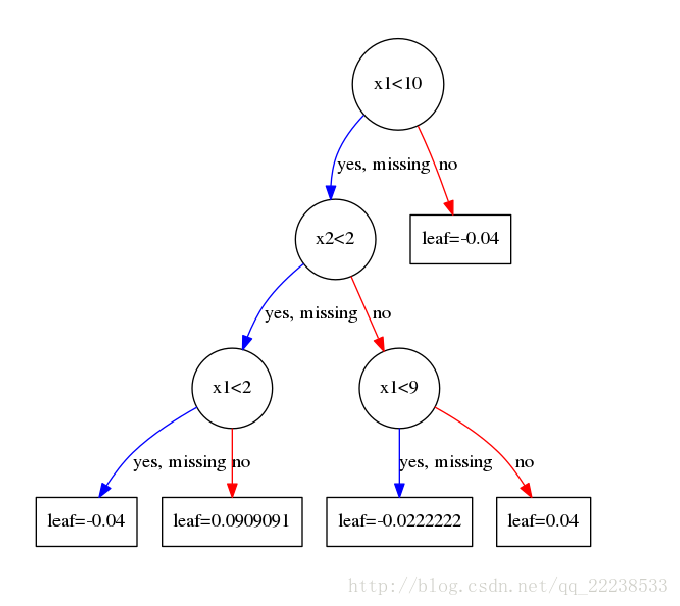 x1<10
yes, missing
no
x2<2
leaf=-0.04
yes, missing
no
x1<2
x1<9
yes, missing
no
yes, missing
no
leaf=-0.04
leaf=0.0909091
leaf=-0.0222222
leaf=0.04
http://blog.csdn.net/qq_22238533